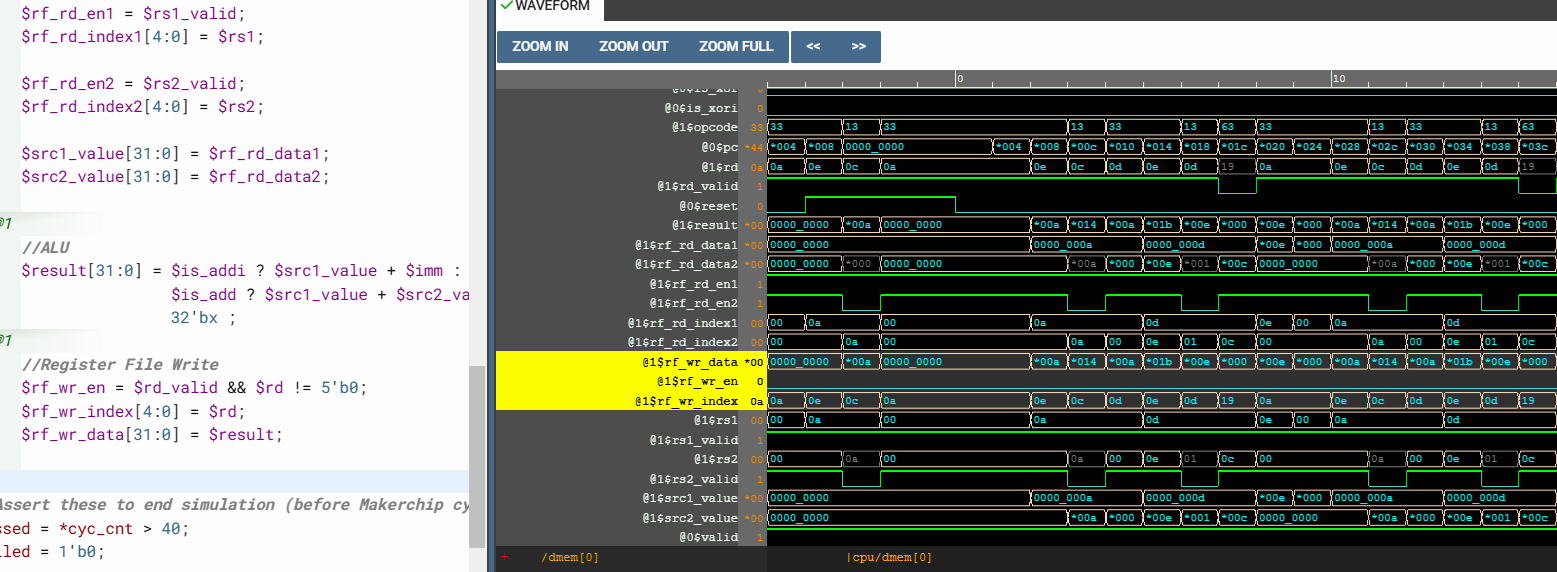 $rf_rd_en1 = $rs1_valid;
$rf_rd_index1[4:0] = $rs1;
$rf_rd_en2 = $rs2_valid;
$rf_rd_index2[4:0] = $rs2;
$src1_value[31:0] = $rf_rd_data1;
$src2_value[31:0] = $rf_rd_data2;
@1
//ALU
$result[31:0] = $is_addi ? $src1_value + $imm :
$is_add ? $src1_value + $src2_va
32'bx ;
@1
//Register File Write
$rf_wr_en = $rd_valid && $rd != 5'b0;
$rf_wr_index[4:0] = $rd;
$rf_wr_data[31:0] = $result;
Assert these to end simulation (before Makerchip cy
ssed = *cyc_cnt > 40;
led = 1'b0;
WAVEFORM
ZOOM IN ZOOM OUT ZOOM FULL << >>
0 10
@0$is_xori 0
@1$opcode 33 33 13 33 13 33 13 63 33 13 33 13 63
@0$pc *44 *004 *008 0000_0000 *004 *008 *00c *010 *014 *018 *01c *020 *024 *028 *02c *030 *034 *038 *03c
@1$rd 0a 0a 0e 0c 0a 0e 0c 0d 0e 0d 19 0a 0e 0c 0d 0e 0d 19
@1$rd_valid 1
@0$reset 0
@1$result *00 0000_0000 *00a 0000_0000 *00a *014 *00a *01b *00e *000 *00e *000 *00a *014 *00a *01b *00e *000
@1$rf_rd_data1 *00 0000_0000 0000_000a 0000_000d *00e *000 0000_000a 0000_000d
@1$rf_rd_data2 *00 0000_0000 *000 0000_0000 *00a *000 *00e *001 *00c 0000_0000 *00a *000 *00e *001 *00c
@1$rf_rd_en1 1
@1$rf_rd_en2 1
@1$rf_rd_index1 00 00 0a 00 0a 0d 0e 00 0a 0d
@1$rf_rd_index2 00 00 0a 00 0a 00 0e 01 0c 00 0a 00 0e 01 0c
@1$rf_wr_data *00 0000_0000 *00a 0000_0000 *00a *014 *00a *01b *00e *000 *00e *000 *00a *014 *00a *01b *00e *000
@1$rf_wr_en 0
@1$rf_wr_index 0a 0a 0e 0c 0a 0e 0c 0d 0e 0d 19 0a 0e 0c 0d 0e 0d 19
@1$rs1 00 00 0a 00 0a 0d 0e 00 0a 0d
@1$rs1_valid 1
@1$rs2 00 00 0a 00 0a 00 0e 01 0c 00 0a 00 0e 01 0c
@1$rs2_valid 1
@1$src1_value *00 0000_0000 0000_000a 0000_000d *00e *000 0000_000a 0000_000d
@1$src2_value *00 0000_0000 *00a *000 *00e *001 *00c 0000_0000 *00a *000 *00e *001 *00c
@0$valid 1
+ /dmem[0] |cpu/dmem[0]